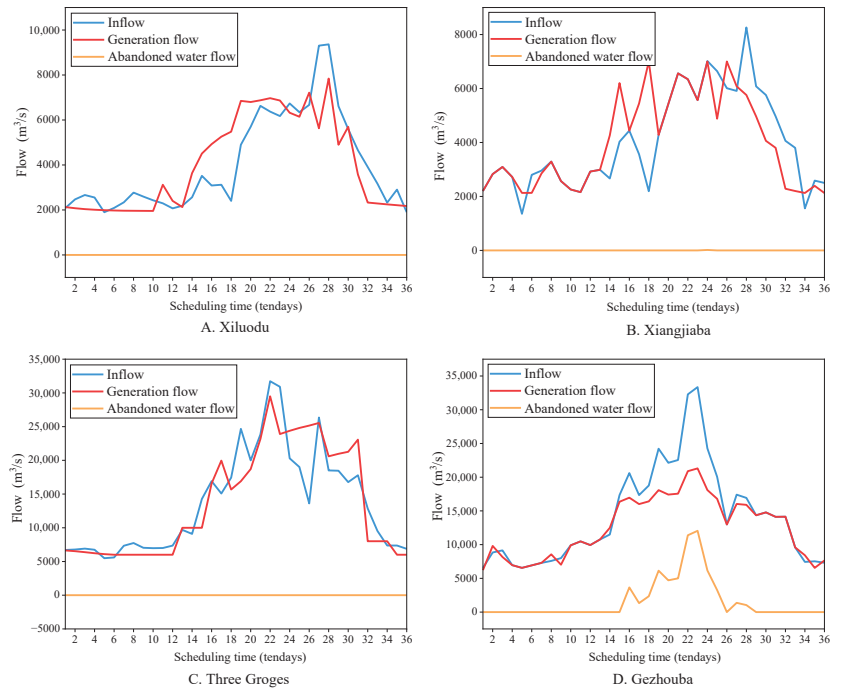 Inflow
Generation flow
Abandoned water flow
10,000
8000
6000
4000
2000
0
Flow (m³/s)
2 4 6 8 10 12 14 16 18 20 22 24 26 28 30 32 34 36
Scheduling time (tendays)
A. Xiluodu
Inflow
Generation flow
Abandoned water flow
8000
6000
4000
2000
0
Flow (m³/s)
2 4 6 8 10 12 14 16 18 20 22 24 26 28 30 32 34 36
Scheduling time (tendays)
B. Xiangjiaba
Inflow
Generation flow
Abandoned water flow
35,000
30,000
25,000
20,000
15,000
10,000
5000
0
−5000
Flow (m³/s)
2 4 6 8 10 12 14 16 18 20 22 24 26 28 30 32 34 36
Scheduling time (tendays)
C. Three Groges
Inflow
Generation flow
Abandoned water flow
35,000
30,000
25,000
20,000
15,000
10,000
5000
0
Flow (m³/s)
2 4 6 8 10 12 14 16 18 20 22 24 26 28 30 32 34 36
Scheduling time (tendays)
D. Gezhouba